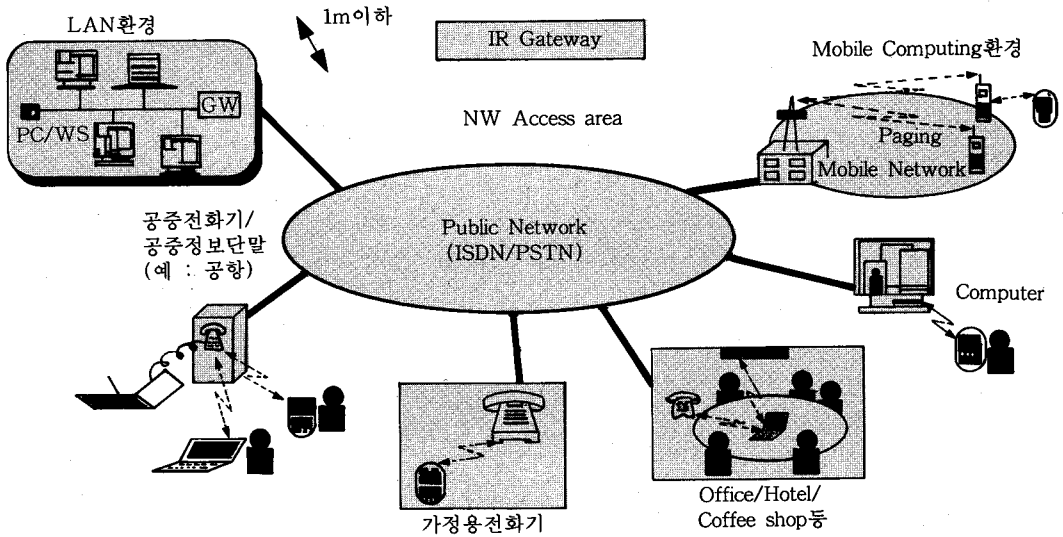 LAN환경
1m이하
IR Gateway
Mobile Computing환경
GW
PC/WS
NW Access area
Paging
Mobile Network
공중전화기/
공중정보단말
(예 : 공항)
Public Network
(ISDN/PSTN)
Computer
가정용전화기
Office/Hotel/
Coffee shop등